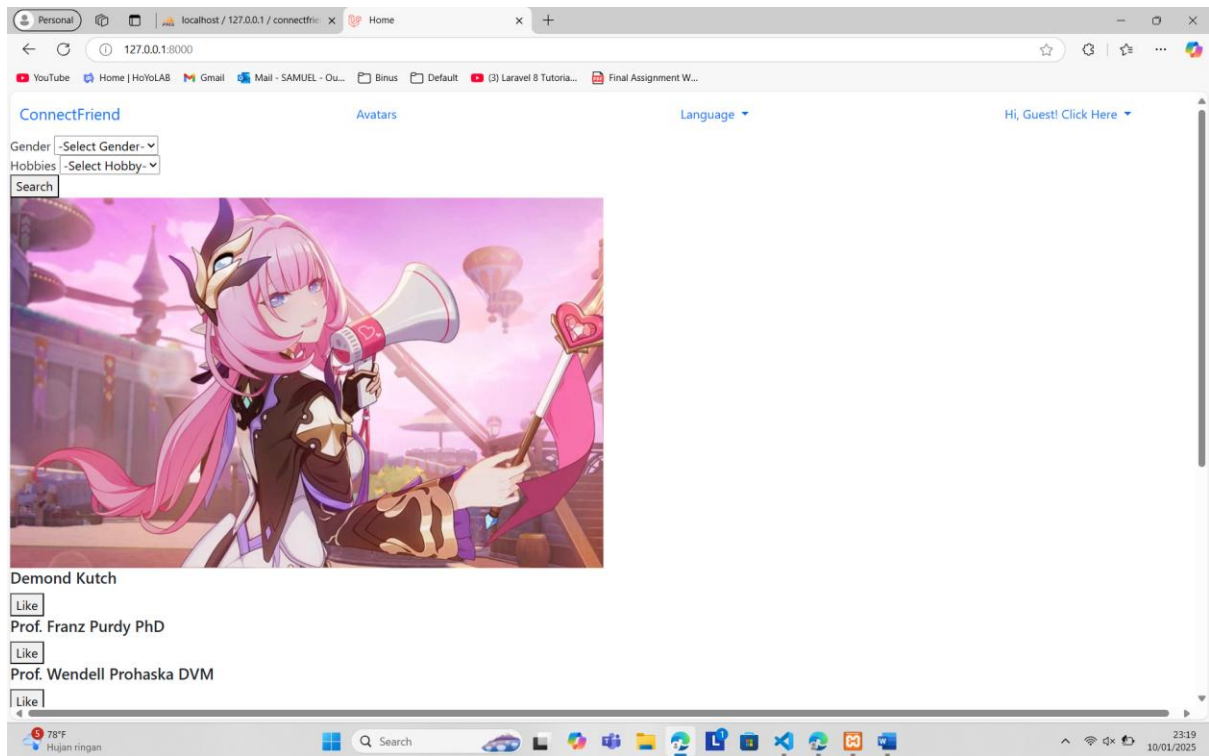 Personal
localhost / 127.0.0.1 / connectfrie
Home
127.0.0.1:8000
YouTube
Home | HoYoLAB
Gmail
Mail - SAMUEL - Ou...
Binus
Default
(3) Laravel 8 Tutoria...
Final Assignment W...
ConnectFriend
Avatars
Language
Hi, Guest! Click Here
Gender -Select Gender-
Hobbies -Select Hobby-
Search
Demond Kutch
Like
Prof. Franz Purdy PhD
Like
Prof. Wendell Prohaska DVM
Like
5
78°F
Hujan ringan
Search
23:19
10/01/2025